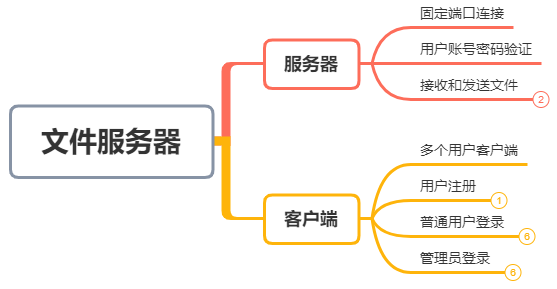 文件服务器
服务器
固定端口连接
用户账号密码验证
接收和发送文件
2
客户端
多个用户客户端
用户注册
1
普通用户登录
6
管理员登录
6